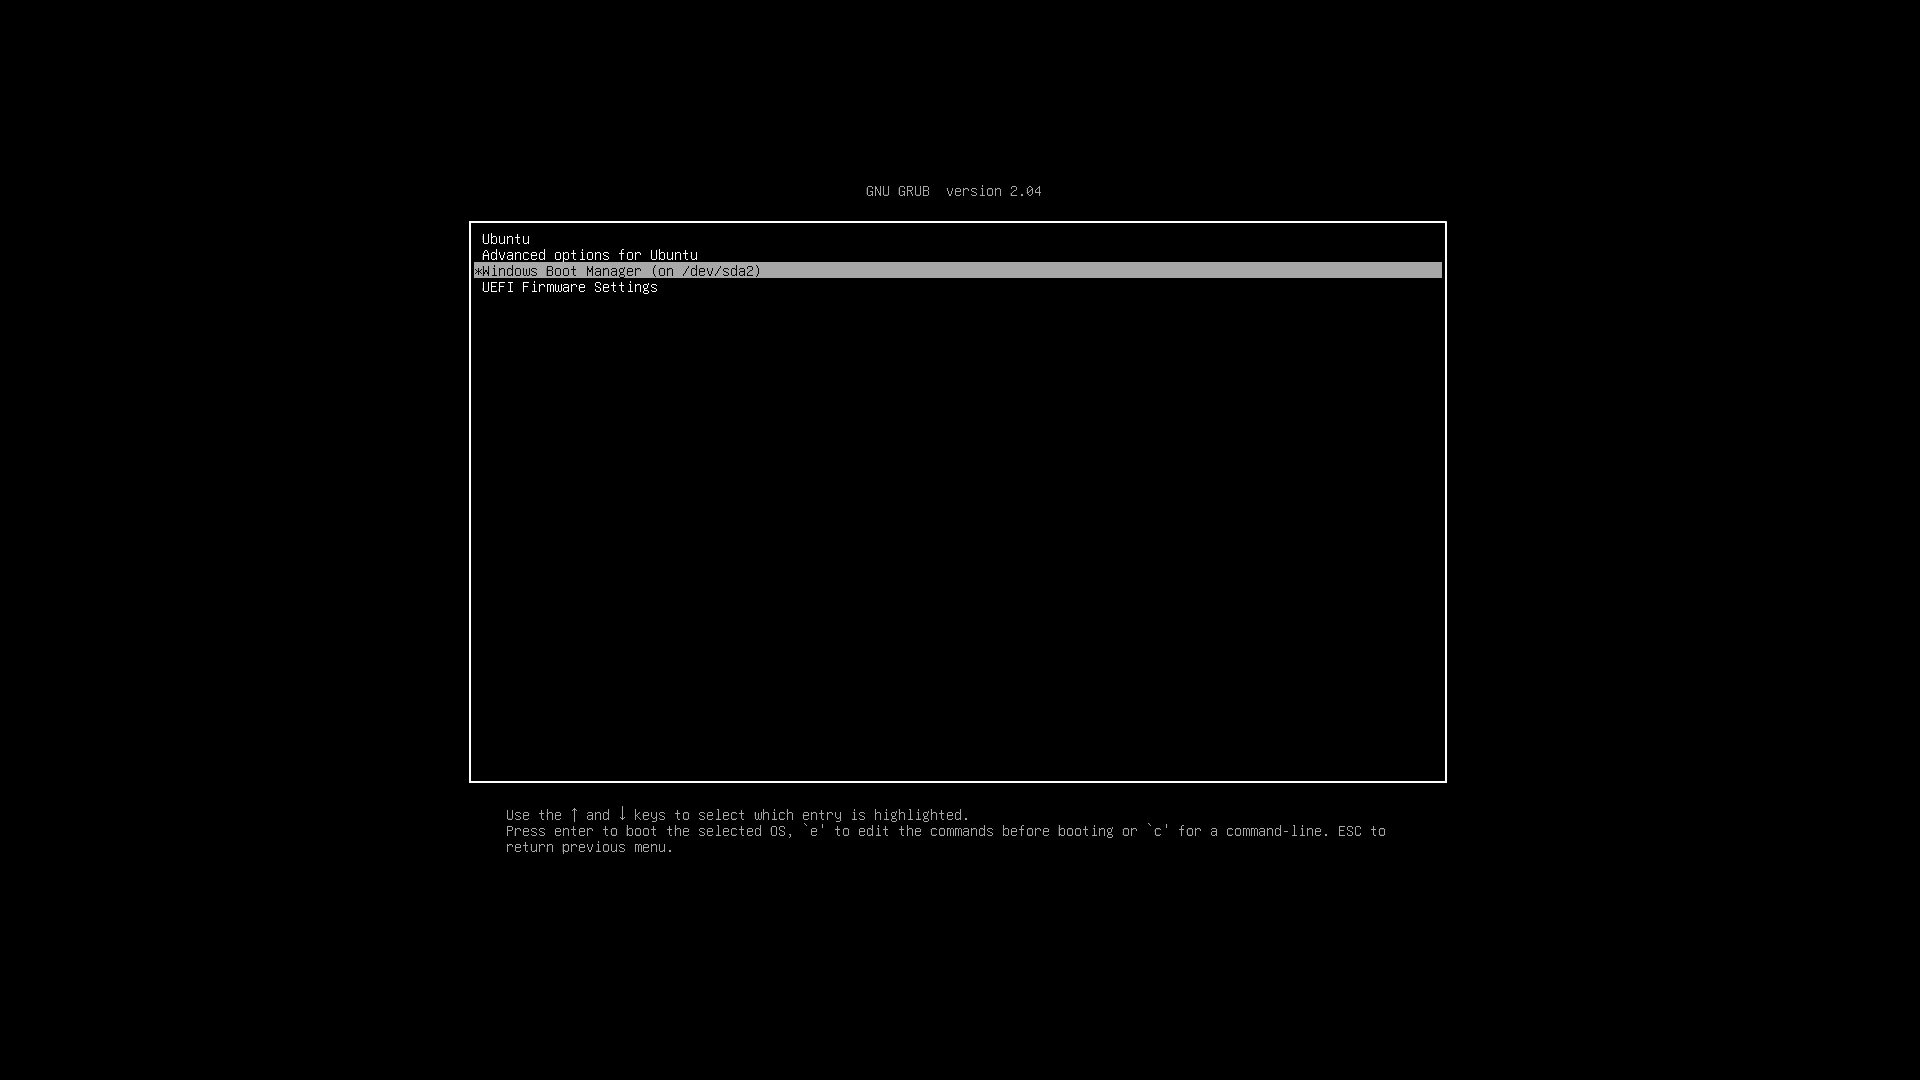 GNU GRUB  version 2.04
Ubuntu
Advanced options for Ubuntu
*Windows Boot Manager (on /dev/sda2)
UEFI Firmware Settings
Use the ↑ and ↓ keys to select which entry is highlighted.
Press enter to boot the selected OS, `e' to edit the commands before booting or `c' for a command-line. ESC to
return previous menu.